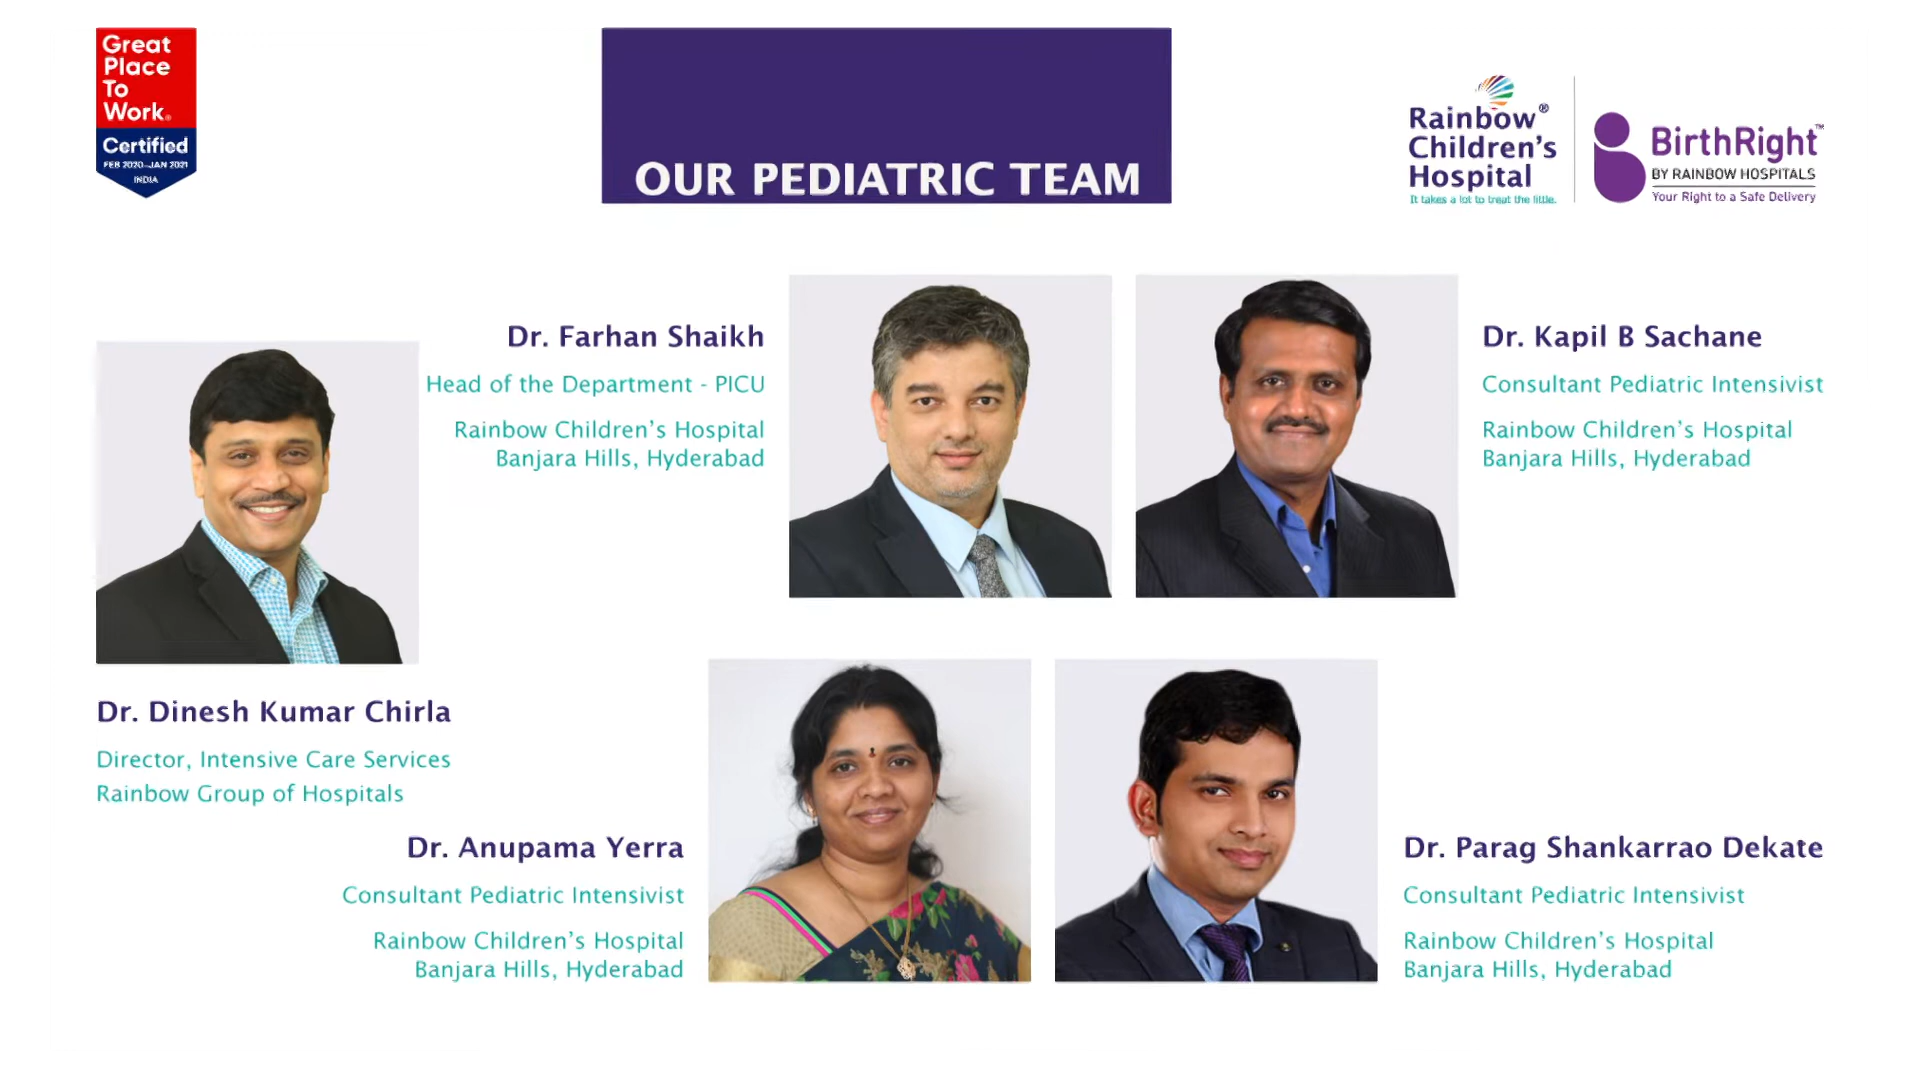 Great
Place
To
Work®
Certified
FEB 2020-JAN 2021
INDIA
OUR PEDIATRIC TEAM
Rainbow®
Children's
Hospital
It takes a lot to treat the little.
BirthRight™
BY RAINBOW HOSPITALS
Your Right to a Safe Delivery
Dr. Farhan Shaikh
Head of the Department - PICU
Rainbow Children's Hospital
Banjara Hills, Hyderabad
Dr. Kapil B Sachane
Consultant Pediatric Intensivist
Rainbow Children's Hospital
Banjara Hills, Hyderabad
Dr. Dinesh Kumar Chirla
Director, Intensive Care Services
Rainbow Group of Hospitals
Dr. Anupama Yerra
Consultant Pediatric Intensivist
Rainbow Children's Hospital
Banjara Hills, Hyderabad
Dr. Parag Shankarrao Dekate
Consultant Pediatric Intensivist
Rainbow Children's Hospital
Banjara Hills, Hyderabad